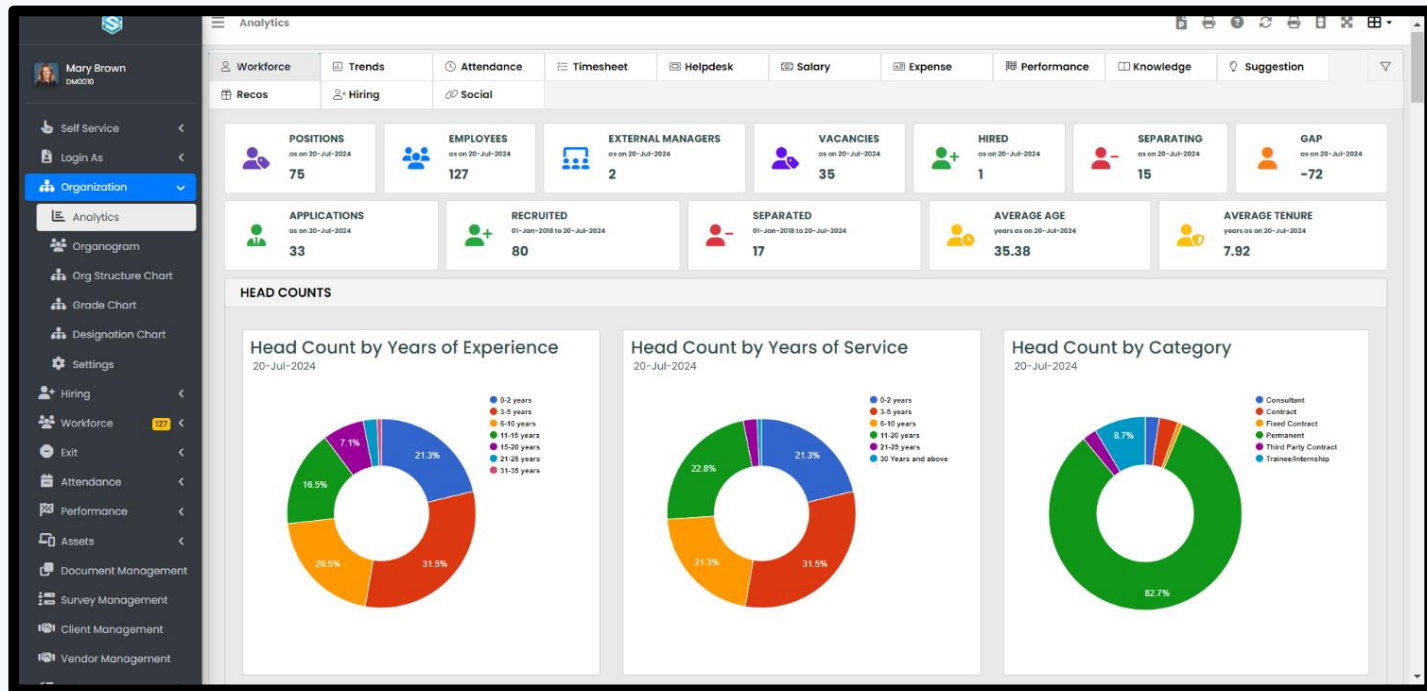 Analytics
Mary Brown
DM0010
Self Service
Login As
Organization
Analytics
Organogram
Org Structure Chart
Grade Chart
Designation Chart
Settings
Hiring
Workforce 127
Exit
Attendance
Performance
Assets
Document Management
Survey Management
Client Management
Vendor Management
Workforce Trends Attendance Timesheet Helpdesk Salary Expense Performance Knowledge Suggestion
Recos Hiring Social
POSITIONS
as on 20-Jul-2024
75
EMPLOYEES
as on 20-Jul-2024
127
EXTERNAL MANAGERS
as on 20-Jul-2024
2
VACANCIES
as on 20-Jul-2024
35
HIRED
as on 20-Jul-2024
1
SEPARATING
as on 20-Jul-2024
15
GAP
as on 20-Jul-2024
-72
APPLICATIONS
as on 20-Jul-2024
33
RECRUITED
01-Jan-2018 to 20-Jul-2024
80
SEPARATED
01-Jan-2018 to 20-Jul-2024
17
AVERAGE AGE
years as on 20-Jul-2024
35.38
AVERAGE TENURE
years as on 20-Jul-2024
7.92
HEAD COUNTS
Head Count by Years of Experience
20-Jul-2024
0-2 years
3-5 years
6-10 years
11-15 years
15-20 years
21-25 years
31-35 years
7.1%
21.3%
16.5%
20.5%
31.5%
Head Count by Years of Service
20-Jul-2024
0-2 years
3-5 years
6-10 years
11-20 years
21-29 years
30 Years and above
21.3%
22.8%
21.3%
31.5%
Head Count by Category
20-Jul-2024
Consultant
Contract
Fixed Contract
Permanent
Third Party Contract
Trainee/Internship
8.7%
82.7%